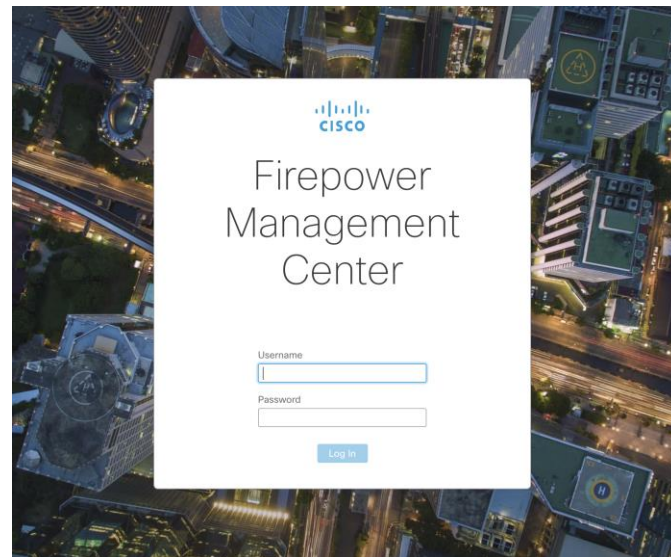 CISCO
Firepower
Management
Center
Username
Password
Log In
H